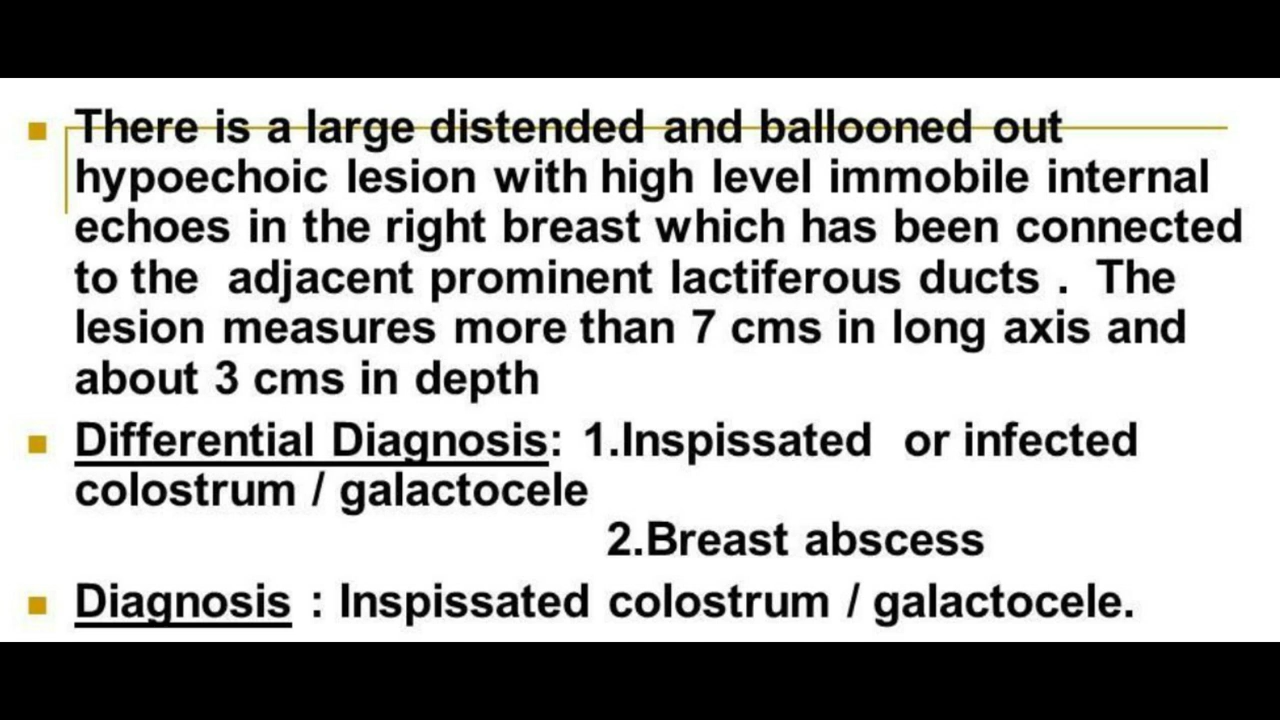 There is a large distended and ballooned out
hypoechoic lesion with high level immobile internal
echoes in the right breast which has been connected
to the adjacent prominent lactiferous ducts . The
lesion measures more than 7 cms in long axis and
about 3 cms in depth
Differential Diagnosis: 1.Inspissated or infected
colostrum / galactocele
2.Breast abscess
Diagnosis : Inspissated colostrum / galactocele.